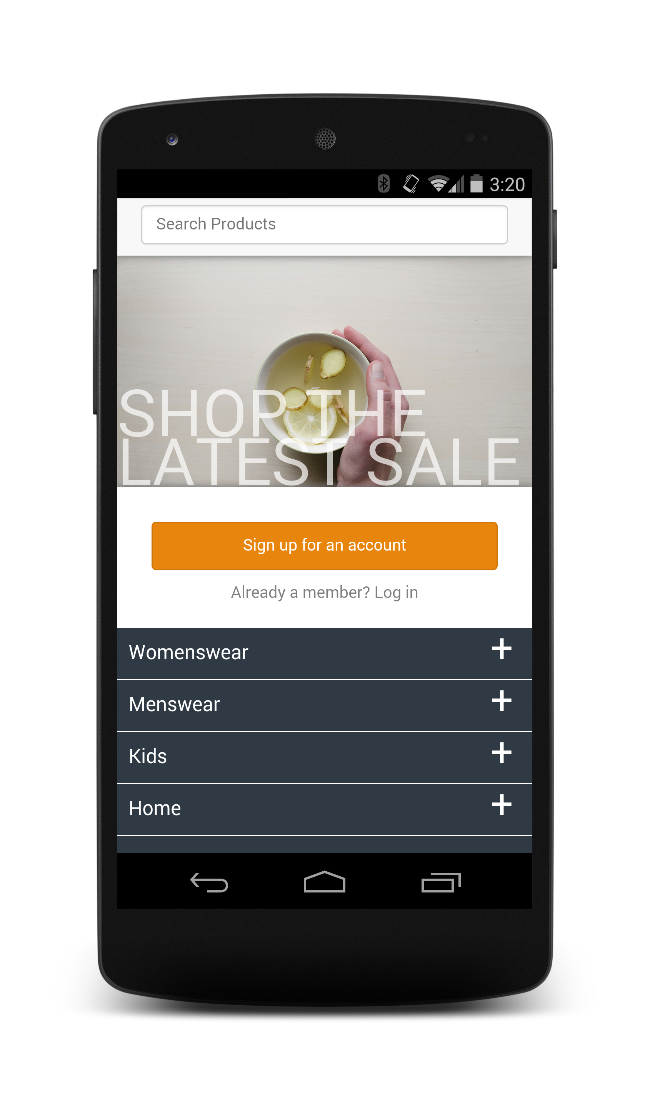 3:20
Search Products
SHOP THE
LATEST SALE
Sign up for an account
Already a member? Log in
Womenswear +
Menswear +
Kids +
Home +